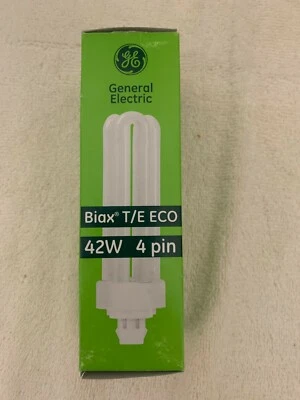 GE
General
Electric
Biax® T/E ECO
42W 4 pin